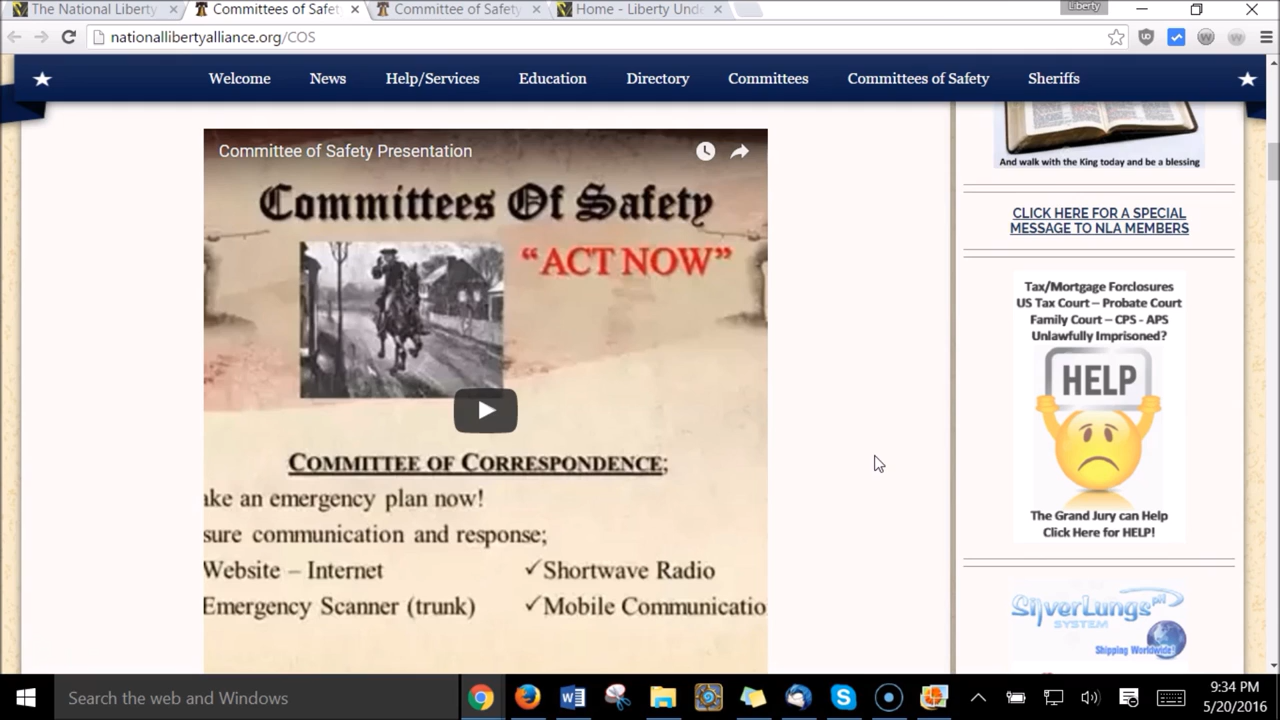 The National Liberty
Committees of Safet
Committee of Safety
Home - Liberty Und
Liberty
nationallibertyalliance.org/COS
Welcome
News
Help/Services
Education
Directory
Committees
Committees of Safety
Sheriffs
Committee of Safety Presentation
Committees Of Safety
“ACT NOW”
COMMITTEE OF CORRESPONDENCE;
ake an emergency plan now!
sure communication and response;
Website – Internet
✓Shortwave Radio
Emergency Scanner (trunk)
✓Mobile Communicatio
And walk with the King today and be a blessing
CLICK HERE FOR A SPECIAL
MESSAGE TO NLA MEMBERS
Tax/Mortgage Forclosures
US Tax Court – Probate Court
Family Court – CPS - APS
Unlawfully Imprisoned?
HELP
The Grand Jury can Help
Click Here for HELP!
SilverLungs
SYSTEM
Shipping Worldwide!
Search the web and Windows
9:34 PM
5/20/2016